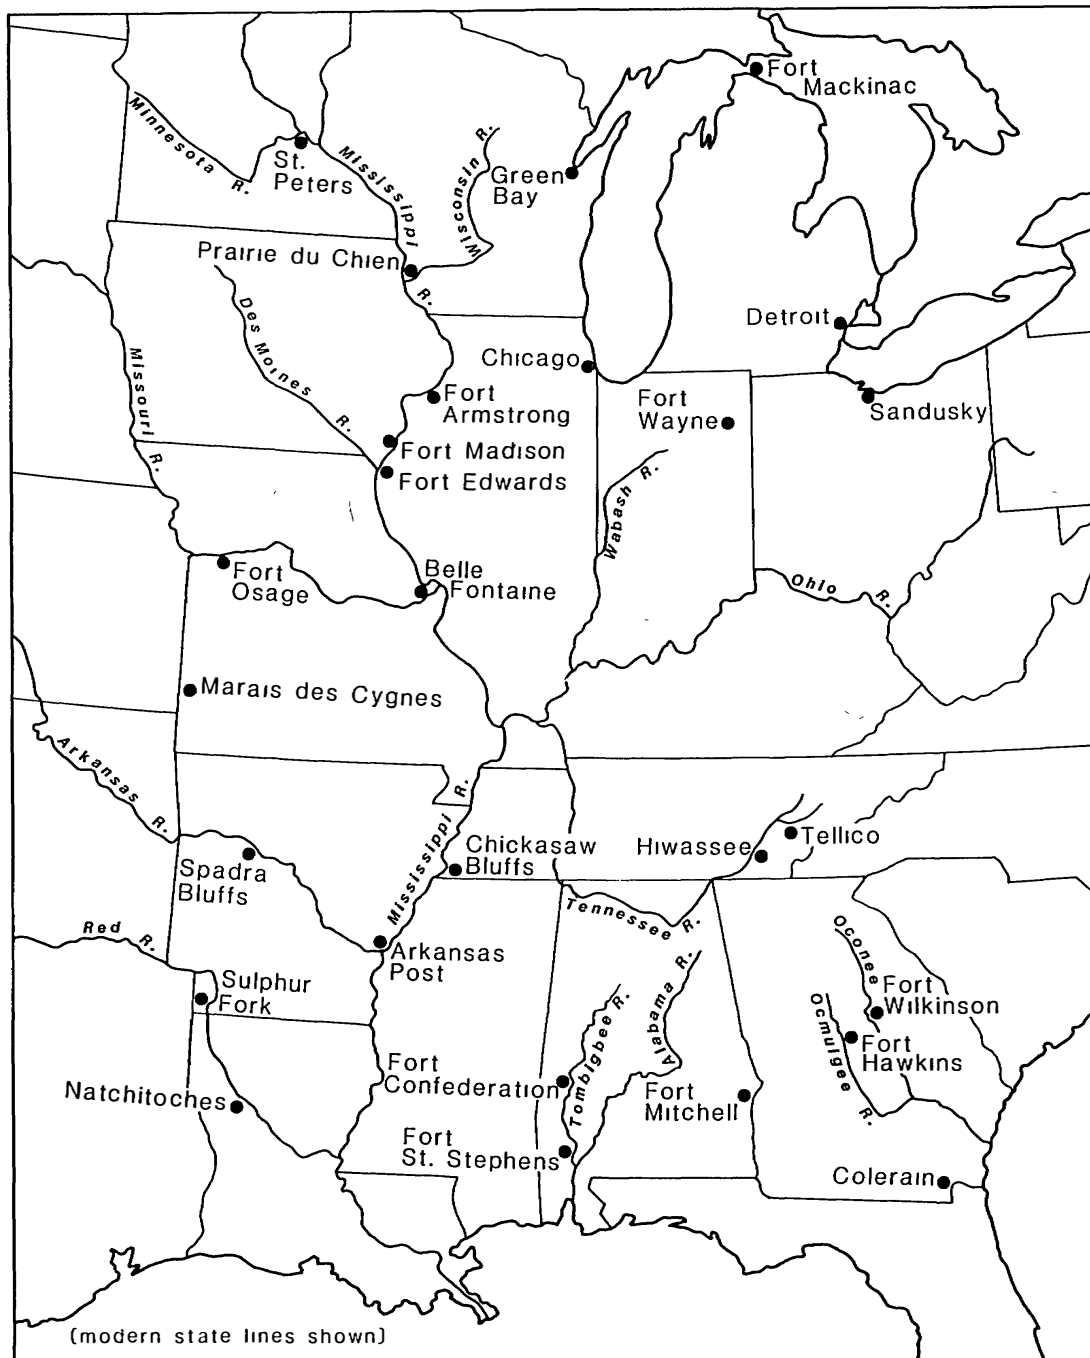 Fort
Mackinac
Minnesota R.
St.
Peters
Mississippi
R.
Wisconsin R.
Green
Bay
Prairie du Chien
Des Moines R.
Missouri R.
Detroit
Chicago
Fort
Armstrong
Fort
Wayne
Sandusky
Fort Madison
Fort Edwards
Wabash R.
Fort
Osage
Belle
Fontaine
Ohio R.
Marais des Cygnes
Arkansas R.
Mississippi R.
Chickasaw
Bluffs
Hiwassee
Tellico
Spadra
Bluffs
Tennessee R.
Red R.
Arkansas
Post
Sulphur
Fork
Oconee
Fort
Wilkinson
Ocmulgee R.
Fort
Hawkins
Alabama R.
Tombigbee R.
Fort
Confederation
Fort
Mitchell
Natchitoches
Fort
St. Stephens
Colerain
(modern state lines shown)